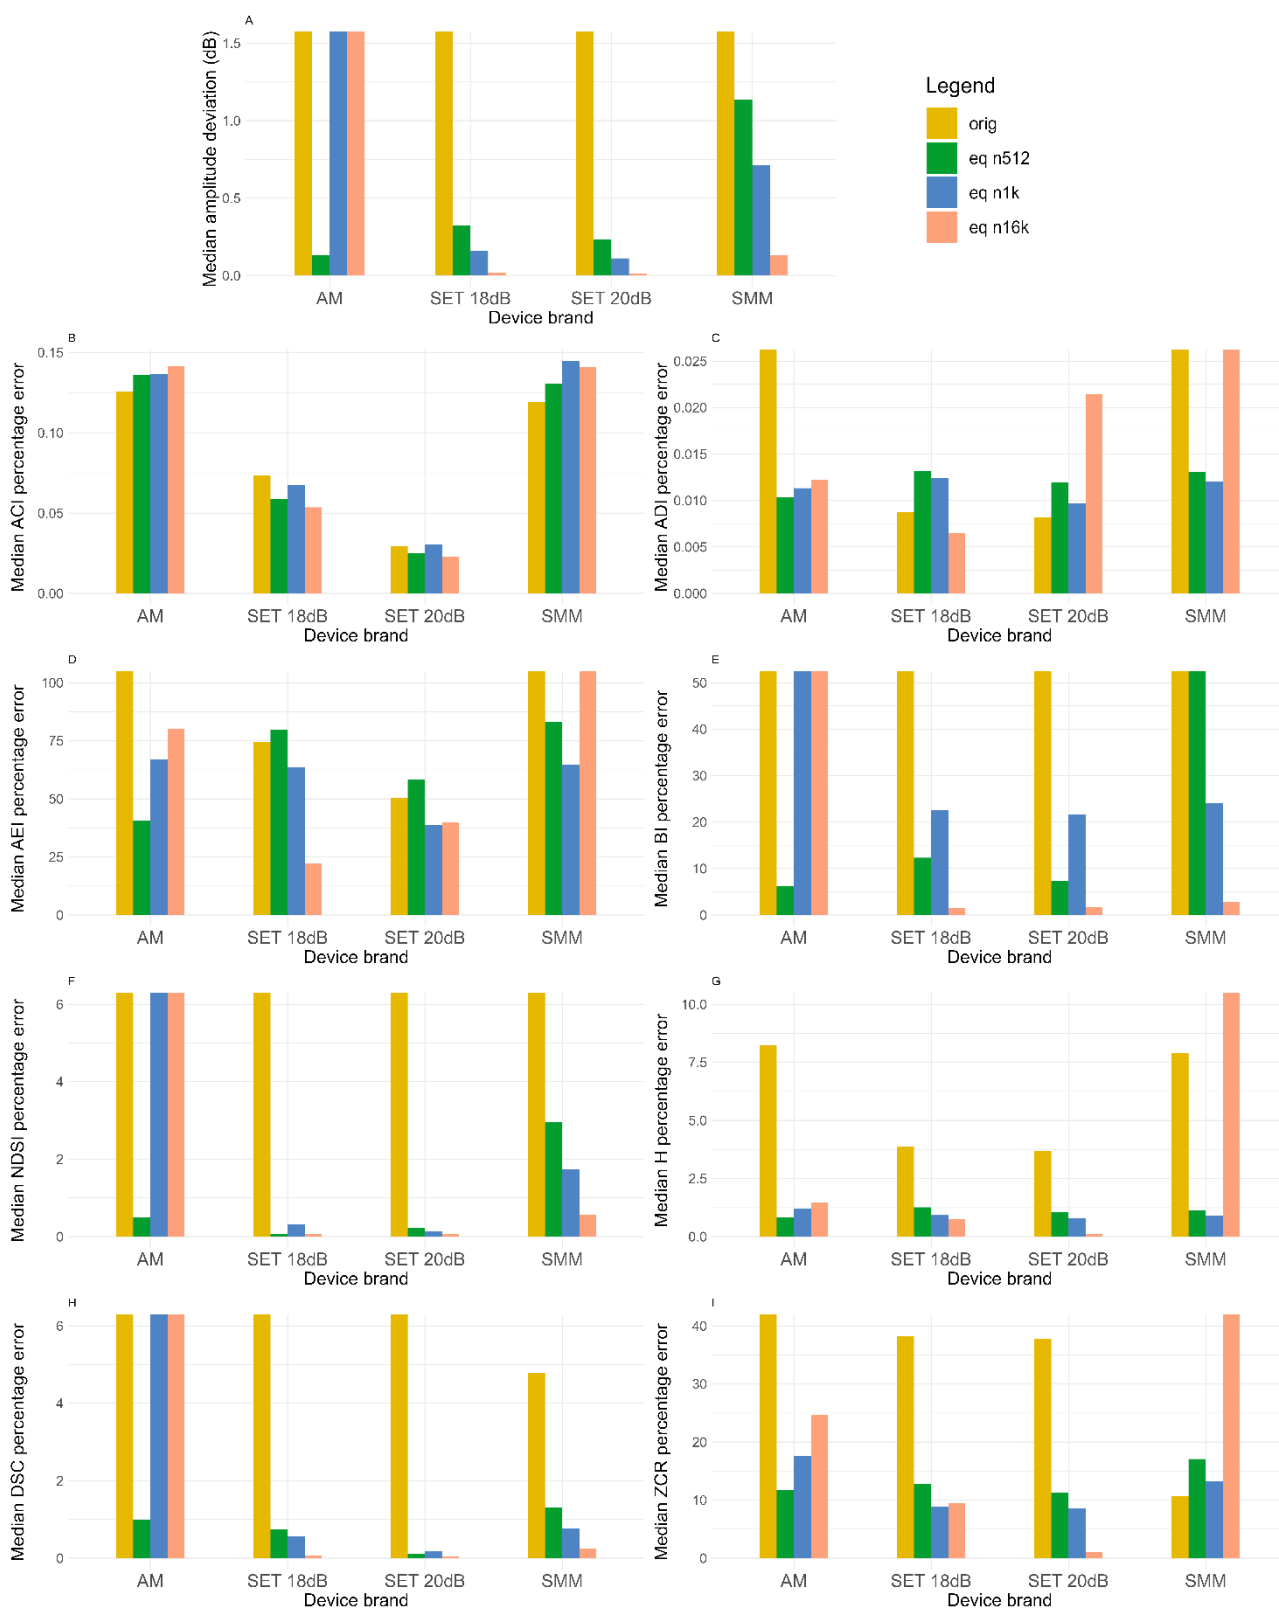 A
Median amplitude deviation (dB)
1.5
1.0
0.5
0.0
AM SET 18dB SET 20dB SMM
Device brand
Legend
orig
eq n512
eq n1k
eq n16k
B
Median ACI percentage error
0.15
0.10
0.05
0.00
AM SET 18dB SET 20dB SMM
Device brand
C
Median ADI percentage error
0.025
0.020
0.015
0.010
0.005
0.000
AM SET 18dB SET 20dB SMM
Device brand
D
Median AEI percentage error
100
75
50
25
0
AM SET 18dB SET 20dB SMM
Device brand
E
Median BI percentage error
50
40
30
20
10
0
AM SET 18dB SET 20dB SMM
Device brand
F
Median NDSI percentage error
6
4
2
0
AM SET 18dB SET 20dB SMM
Device brand
G
Median H percentage error
10.0
7.5
5.0
2.5
0.0
AM SET 18dB SET 20dB SMM
Device brand
H
Median DSC percentage error
6
4
2
0
AM SET 18dB SET 20dB SMM
Device brand
I
Median ZCR percentage error
40
30
20
10
0
AM SET 18dB SET 20dB SMM
Device brand